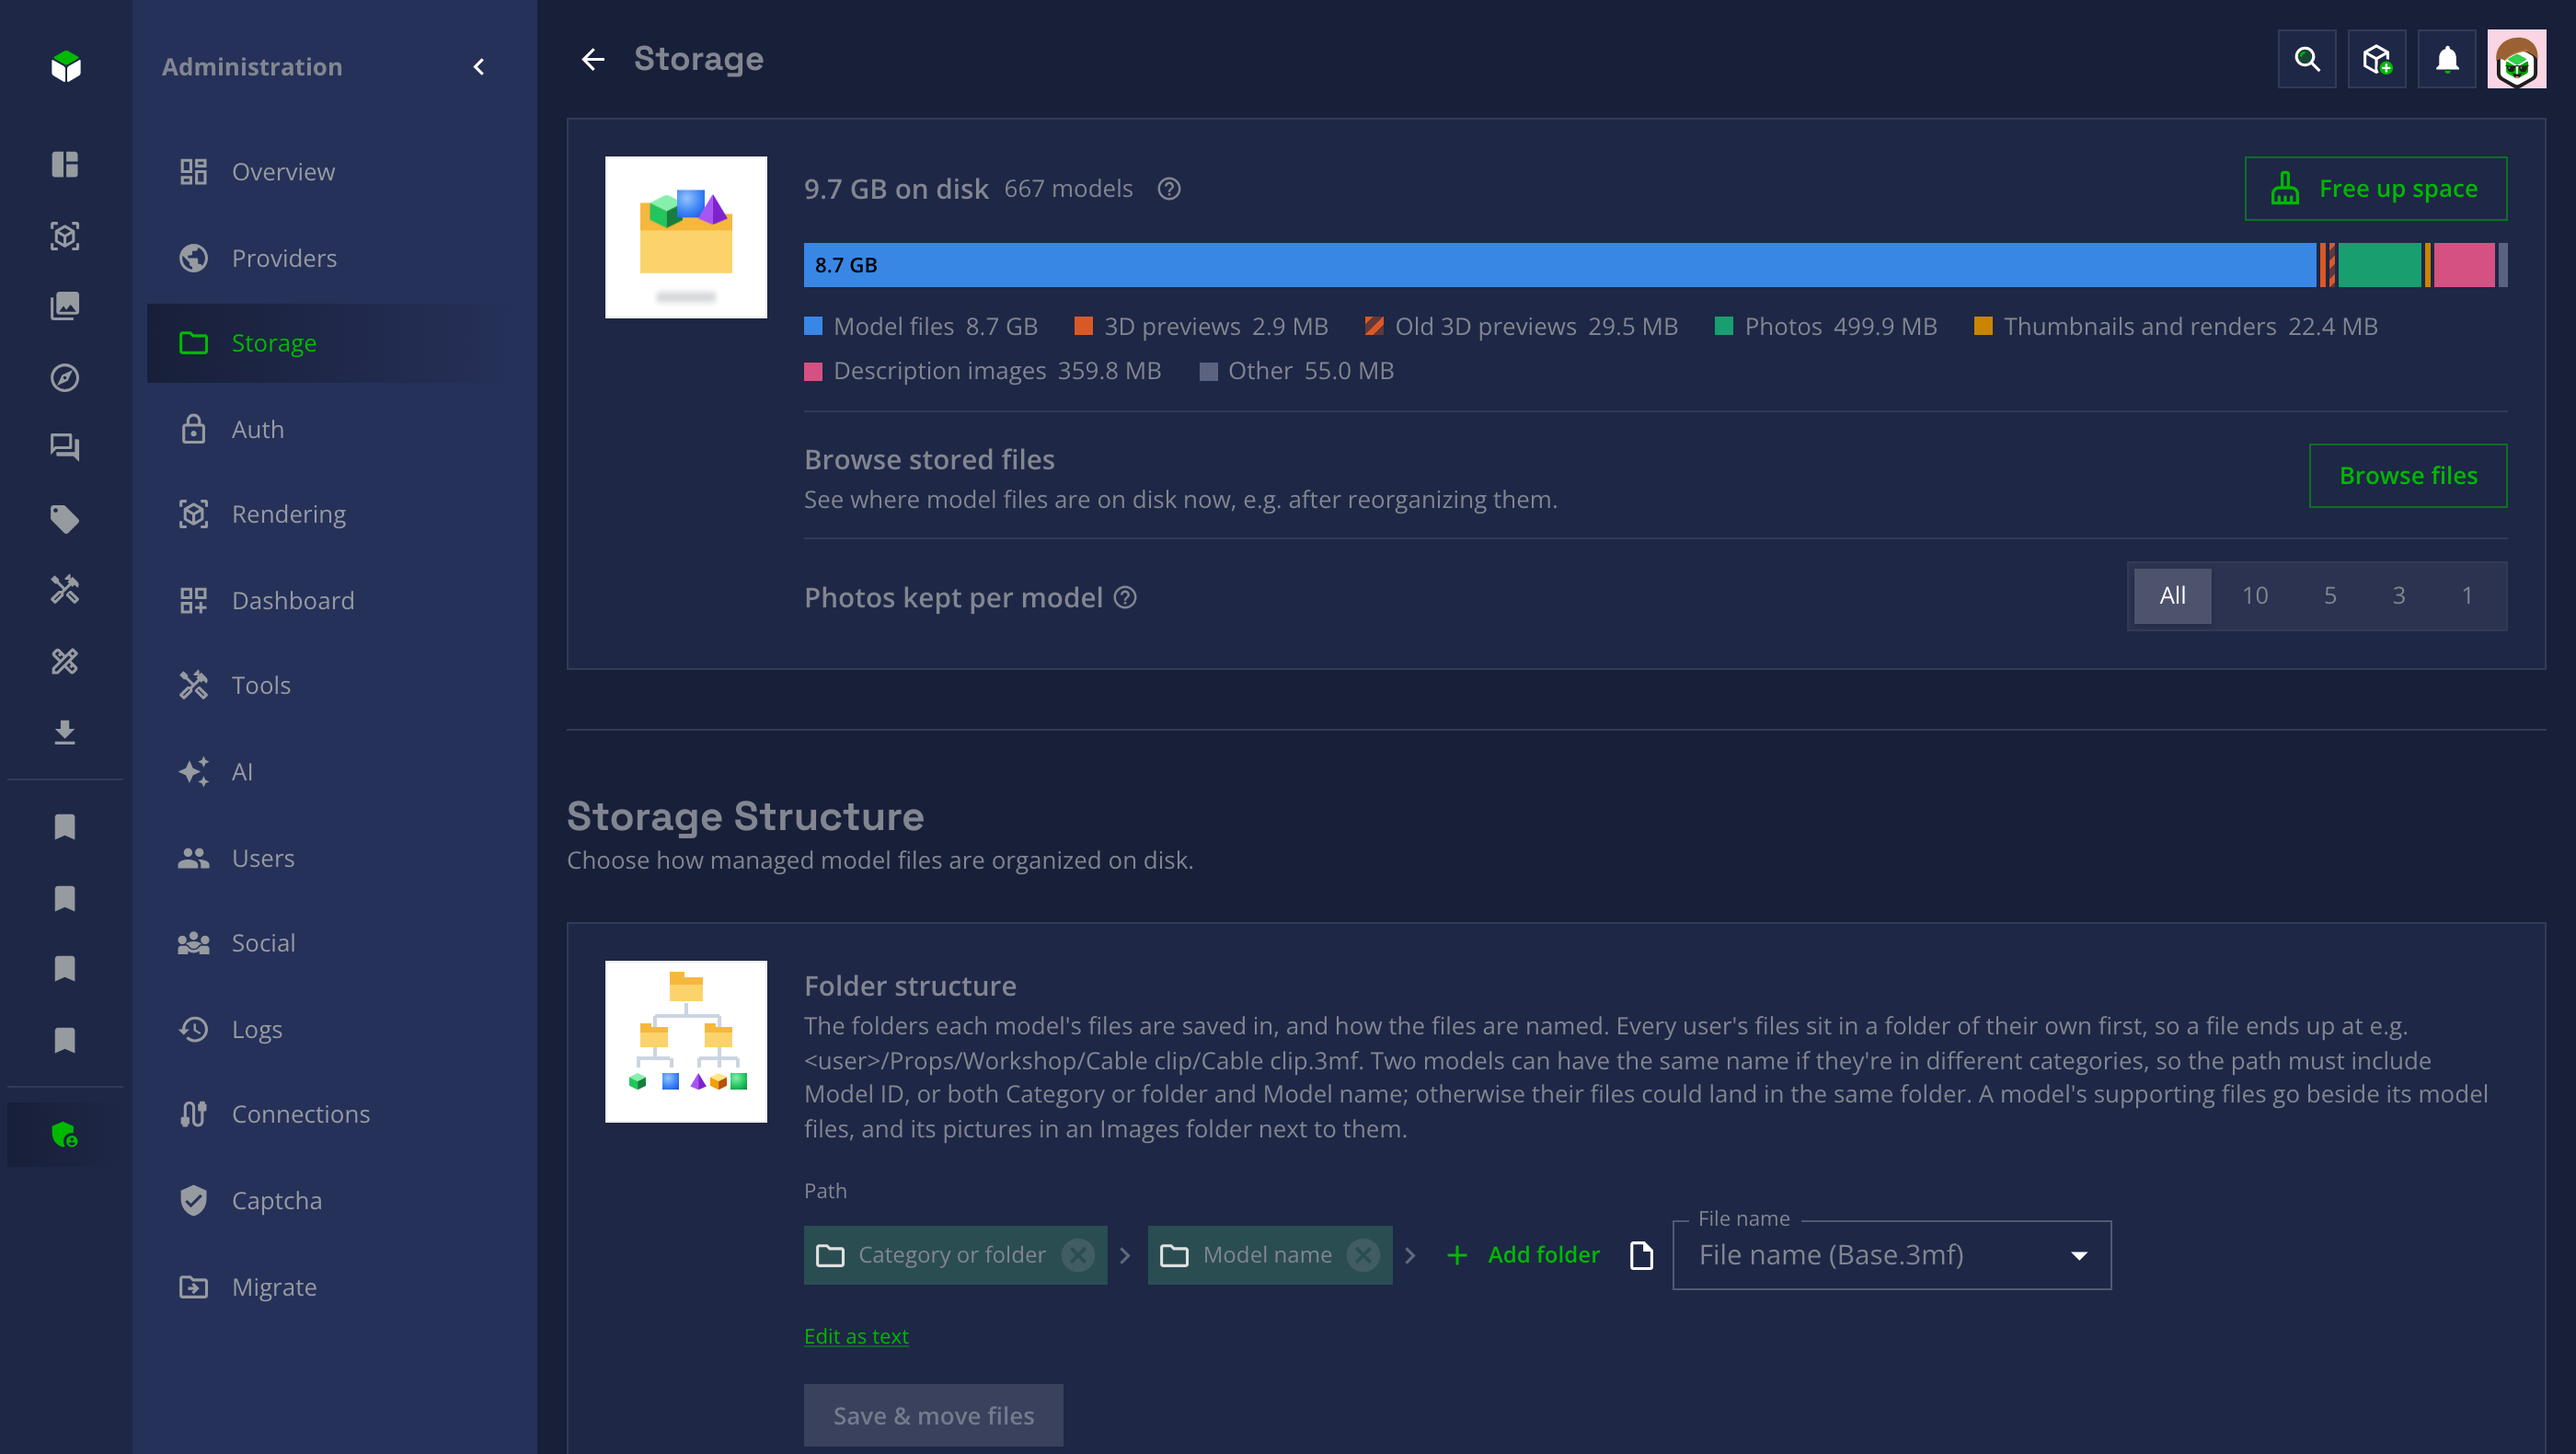 Administration
Storage
Overview
Providers
Storage
Auth
Rendering
Dashboard
Tools
AI
Users
Social
Logs
Connections
Captcha
Migrate
9.7 GB on disk 667 models
Free up space
8.7 GB
Model files 8.7 GB 3D previews 2.9 MB Old 3D previews 29.5 MB Photos 499.9 MB Thumbnails and renders 22.4 MB
Description images 359.8 MB Other 55.0 MB
Browse stored files
See where model files are on disk now, e.g. after reorganizing them.
Browse files
Photos kept per model
All 10 5 3 1
Storage Structure
Choose how managed model files are organized on disk.
Folder structure
The folders each model's files are saved in, and how the files are named. Every user's files sit in a folder of their own first, so a file ends up at e.g.
<user>/Props/Workshop/Cable clip/Cable clip.3mf. Two models can have the same name if they're in different categories, so the path must include
Model ID, or both Category or folder and Model name; otherwise their files could land in the same folder. A model's supporting files go beside its model
files, and its pictures in an Images folder next to them.
Path
Category or folder Model name Add folder
File name
File name (Base.3mf)
Edit as text
Save & move files